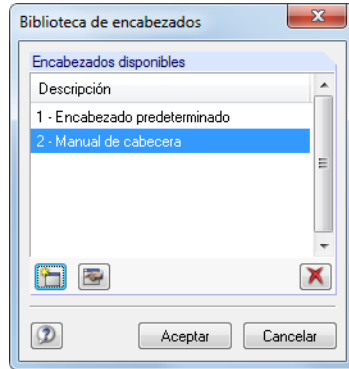 Biblioteca de encabezados
Encabezados disponibles
Descripción
1 - Encabezado predeterminado
2 - Manual de cabecera
Aceptar
Cancelar